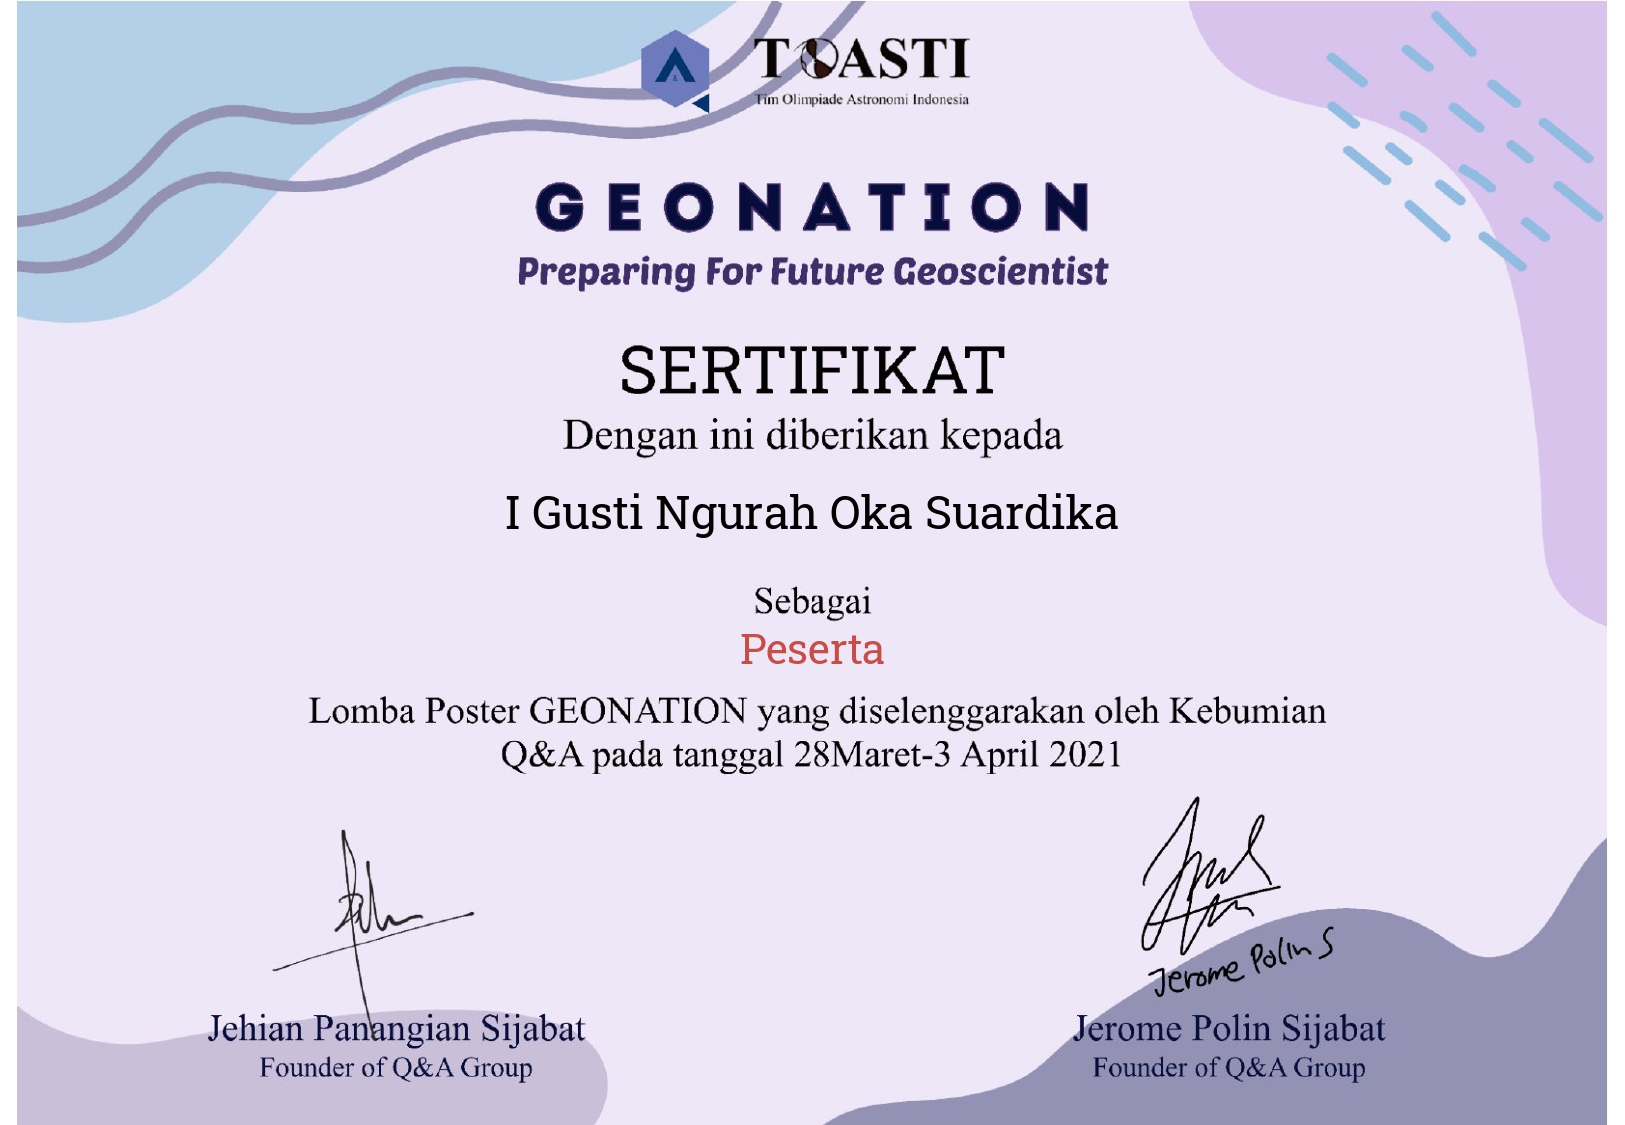 TOASTI
Tim Olimpiade Astronomi Indonesia
GEONATION
Preparing For Future Geoscientist
SERTIFIKAT
Dengan ini diberikan kepada
I Gusti Ngurah Oka Suardika
Sebagai
Peserta
Lomba Poster GEONATION yang diselenggarakan oleh Kebumian
Q&A pada tanggal 28Maret-3 April 2021
Jerome Polin S
Jehian Panangian Sijabat
Founder of Q&A Group
Jerome Polin Sijabat
Founder of Q&A Group